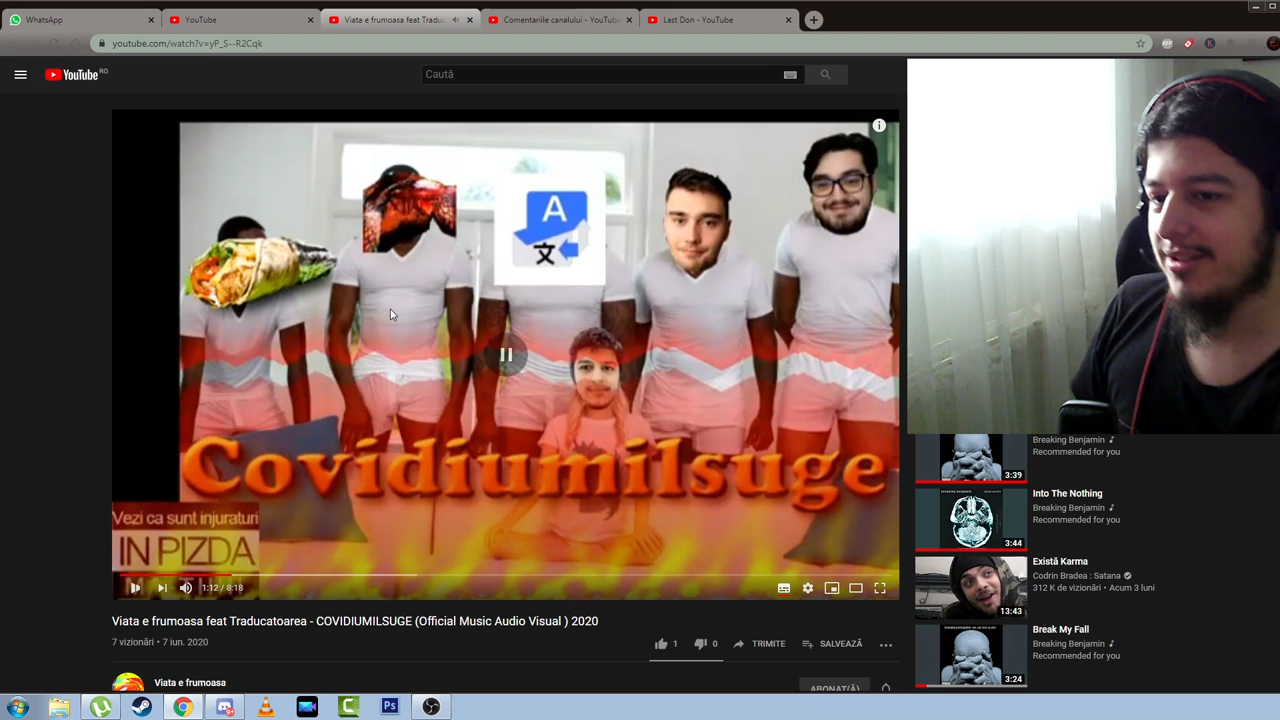 WhatsApp
YouTube
Viata e frumoasa feat Traduc
Comentariile canalului - YouTube
Last Don - YouTube
youtube.com/watch?v=yP_S--R2Cqk
YouTube RO
Caută
A
文
Covidiumilsuge
Vezi ca sunt injuraturi
IN PIZDA
1:12 / 8:18
Viata e frumoasa feat Traducatoarea - COVIDIUMILSUGE (Official Music Audio Visual ) 2020
7 vizionări • 7 iun. 2020
1
0
TRIMITE
SALVEAZĂ
Viata e frumoasa
ABONAT(Ă)
Breaking Benjamin
Recommended for you
3:39
Into The Nothing
Breaking Benjamin
Recommended for you
3:44
Există Karma
Codrin Bradea : Satana
312 K de vizionări • Acum 3 luni
13:43
Break My Fall
Breaking Benjamin
Recommended for you
3:24
Ps